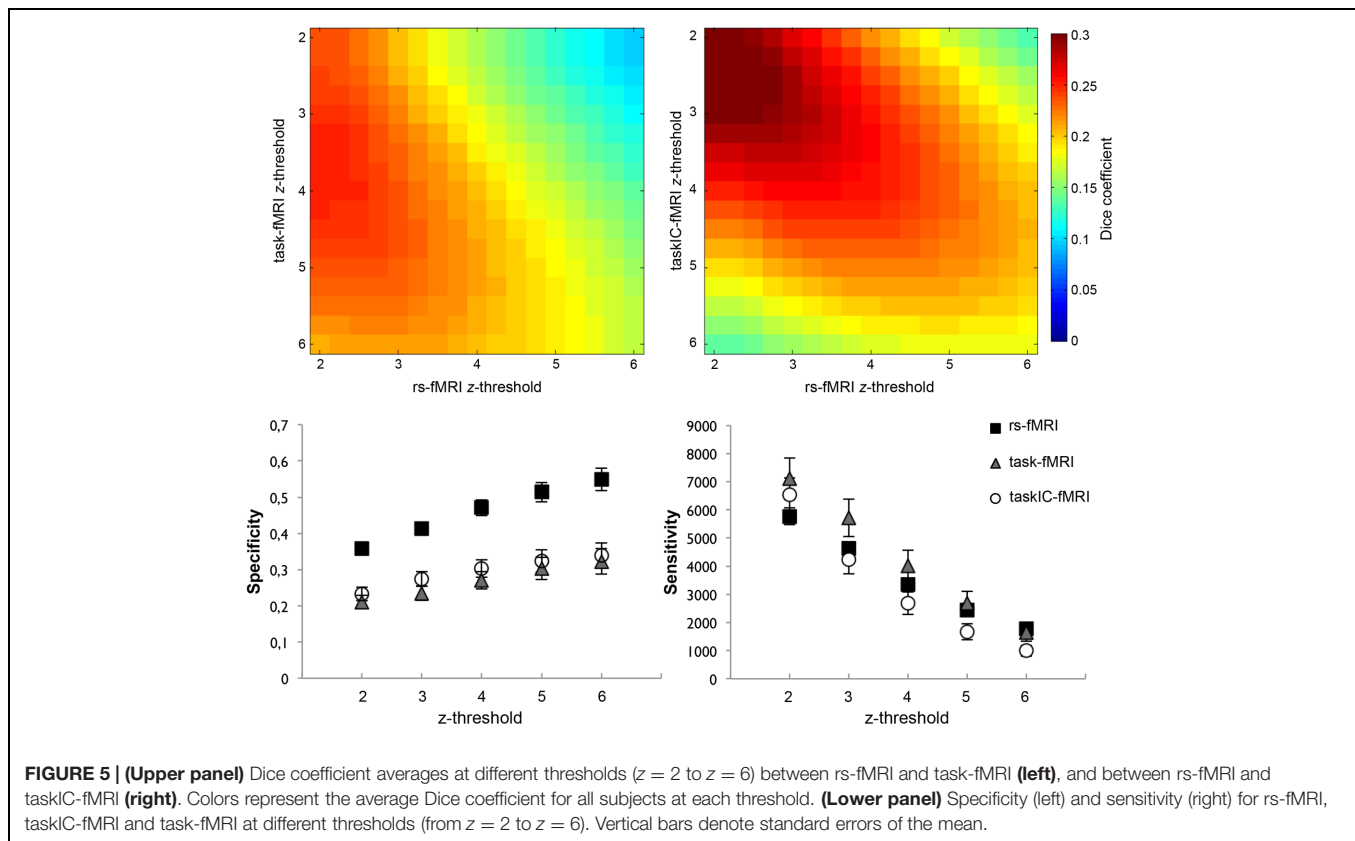 2
3
4
5
6
task-fMRI z-threshold
2 3 4 5 6
rs-fMRI z-threshold
2
3
4
5
6
taskIC-fMRI z-threshold
2 3 4 5 6
rs-fMRI z-threshold
0.3
0.25
0.2
0.15
0.1
0.05
0
Dice coefficient
0,7
0,6
0,5
0,4
0,3
0,2
0,1
0
Specificity
2 3 4 5 6
z-threshold
9000
8000
7000
6000
5000
4000
3000
2000
1000
0
Sensitivity
2 3 4 5 6
z-threshold
rs-fMRI
task-fMRI
taskIC-fMRI
FIGURE 5 | (Upper panel) Dice coefficient averages at different thresholds (z = 2 to z = 6) between rs-fMRI and task-fMRI (left), and between rs-fMRI and
taskIC-fMRI (right). Colors represent the average Dice coefficient for all subjects at each threshold. (Lower panel) Specificity (left) and sensitivity (right) for rs-fMRI,
taskIC-fMRI and task-fMRI at different thresholds (from z = 2 to z = 6). Vertical bars denote standard errors of the mean.